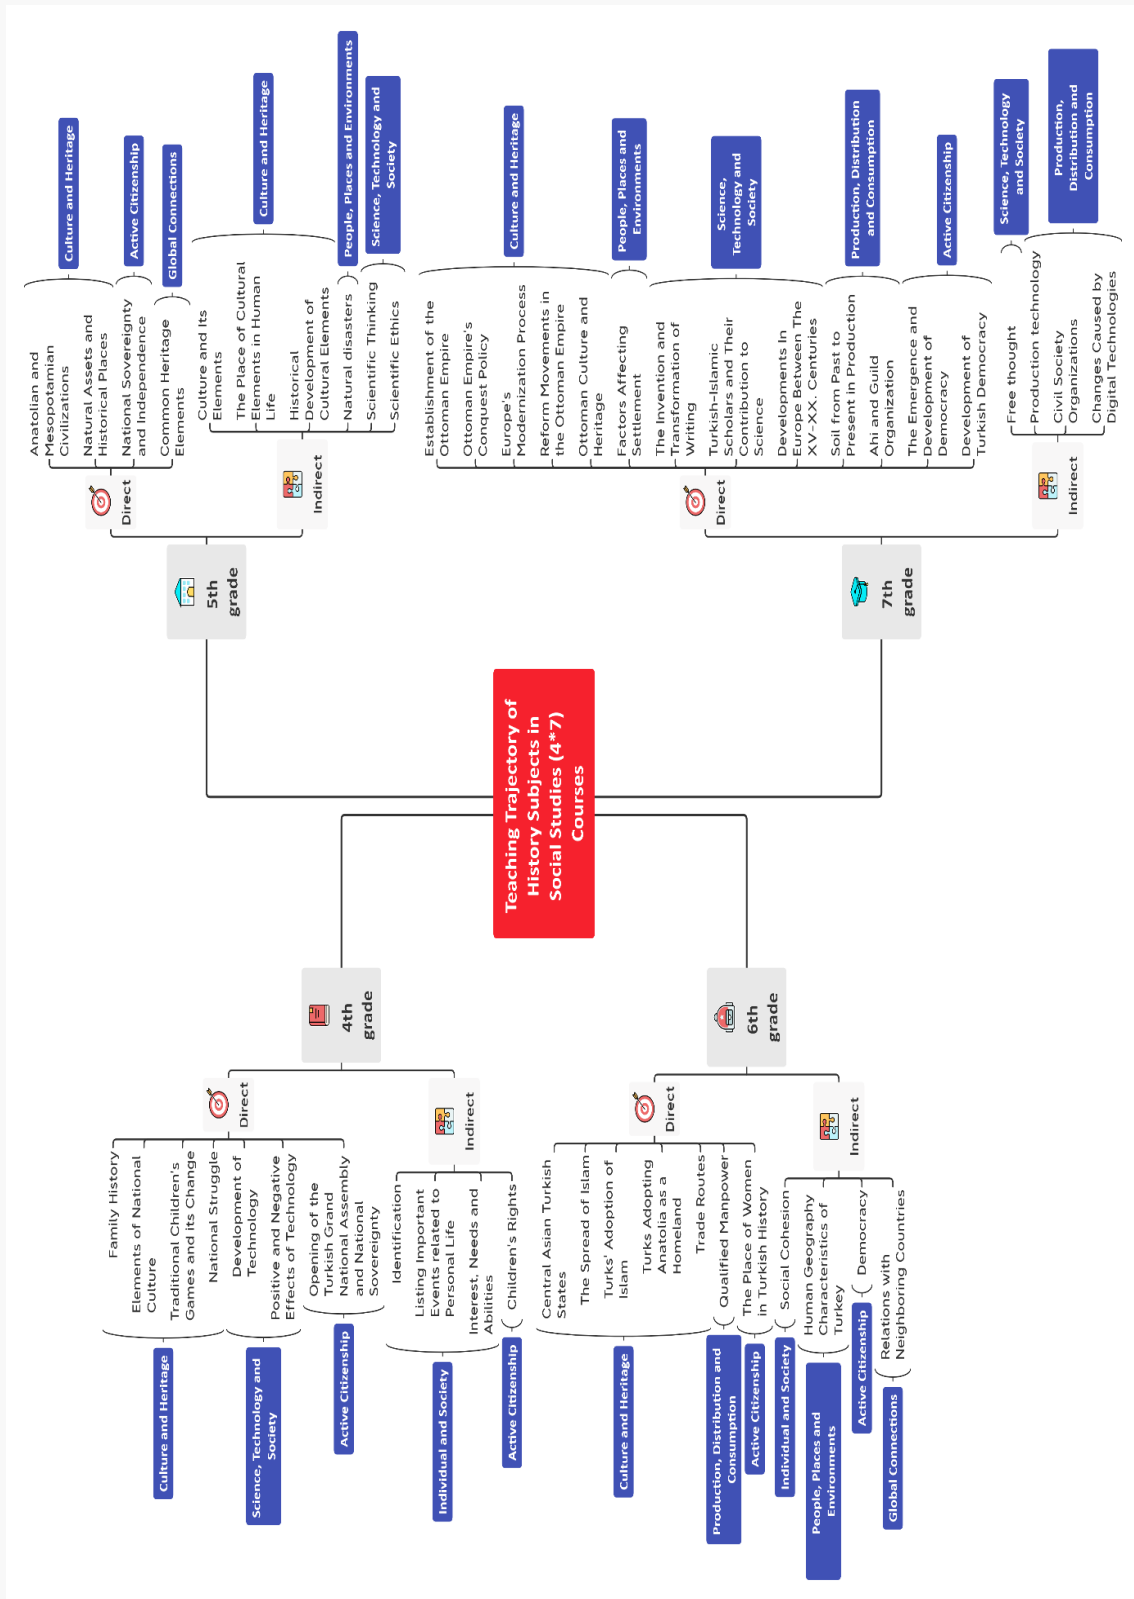 Teaching Trajectory of
History Subjects in
Social Studies (4*7)
Courses
4th
grade
Direct
Family History
Elements of National
Culture
Traditional Children's
Games and its Change
National Struggle
Culture and Heritage
Development of
Technology
Positive and Negative
Effects of Technology
Science, Technology and
Society
Opening of the
Turkish Grand
National Assembly
and National
Sovereignty
Active Citizenship
Indirect
Identification
Listing Important
Events related to
Personal Life
Interest, Needs and
Abilities
Individual and Society
Children's Rights
Active Citizenship
5th
grade
Direct
Anatolian and
Mesopotamian
Civilizations
Natural Assets and
Historical Places
Culture and Heritage
National Sovereignty
and Independence
Active Citizenship
Common Heritage
Elements
Global Connections
Indirect
Culture and Its
Elements
The Place of Cultural
Elements in Human
Life
Historical
Development of
Cultural Elements
Culture and Heritage
Natural disasters
People, Places and Environments
Scientific Thinking
Scientific Ethics
Science, Technology and
Society
6th
grade
Direct
Central Asian Turkish
States
The Spread of Islam
Turks' Adoption of
Islam
Turks Adopting
Anatolia as a
Homeland
Trade Routes
Culture and Heritage
Qualified Manpower
Production, Distribution and
Consumption
The Place of Women
in Turkish History
Active Citizenship
Indirect
Social Cohesion
Individual and Society
Human Geography
Characteristics of
Turkey
People, Places and
Environments
Democracy
Active Citizenship
Relations with
Neighboring Countries
Global Connections
7th
grade
Direct
Establishment of the
Ottoman Empire
Ottoman Empire's
Conquest Policy
Europe's
Modernization Process
Reform Movements in
the Ottoman Empire
Ottoman Culture and
Heritage
Culture and Heritage
Factors Affecting
Settlement
People, Places and
Environments
The Invention and
Transformation of
Writing
Turkish-Islamic
Scholars and Their
Contribution to
Science
Developments In
Europe Between The
XV-XX. Centuries
Science,
Technology and
Society
Soil from Past to
Present in Production
Ahi and Guild
Organization
Production, Distribution
and Consumption
The Emergence and
Development of
Democracy
Development of
Turkish Democracy
Active Citizenship
Indirect
Free thought
Science, Technology
and Society
Production technology
Civil Society
Organizations
Changes Caused by
Digital Technologies
Production,
Distribution and
Consumption